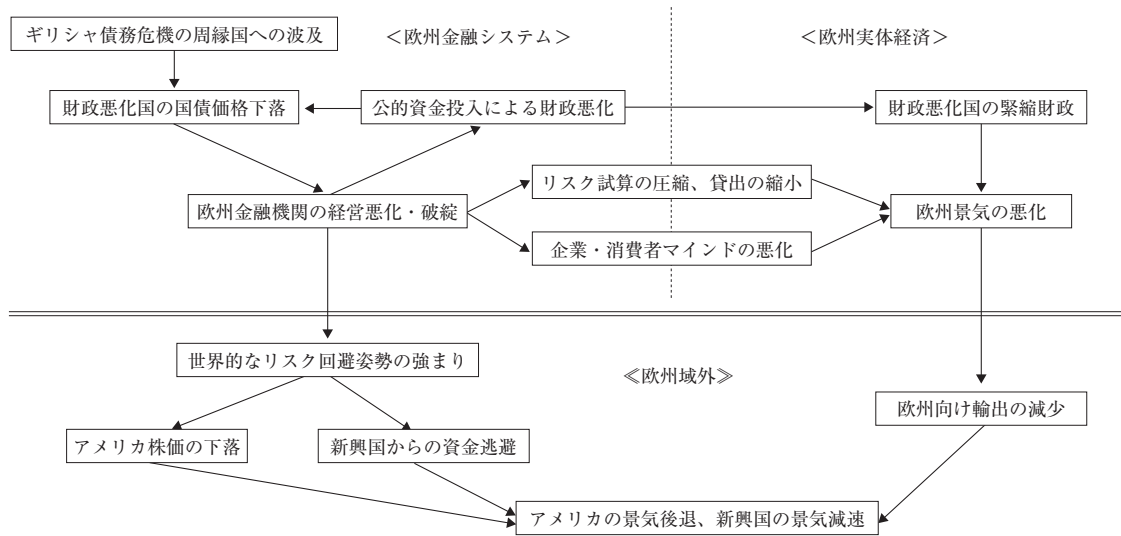 ギリシャ債務危機の周縁国への波及
＜欧州金融システム＞
＜欧州実体経済＞
財政悪化国の国債価格下落
公的資金投入による財政悪化
財政悪化国の緊縮財政
リスク試算の圧縮、貸出の縮小
欧州金融機関の経営悪化・破綻
欧州景気の悪化
企業・消費者マインドの悪化
世界的なリスク回避姿勢の強まり
≪欧州域外≫
欧州向け輸出の減少
アメリカ株価の下落
新興国からの資金逃避
アメリカの景気後退、新興国の景気減速